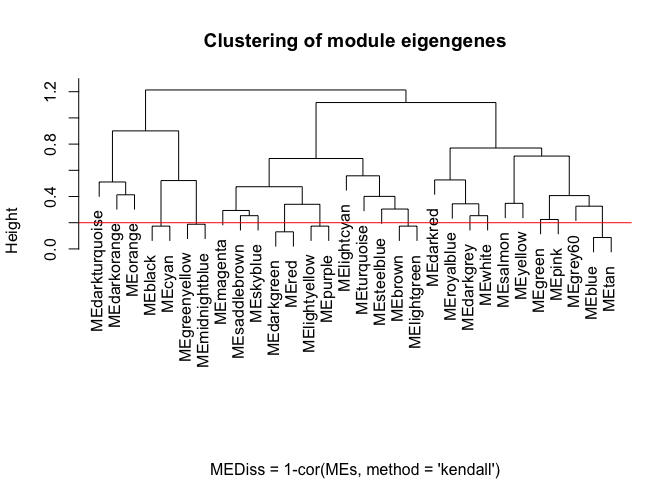 Clustering of module eigengenes
Height
0.0
0.4
0.8
1.2
MEdarkturquoise
MEdarkorange
MEorange
MEblack
MEcyan
MEgreenyellow
MEmidnightblue
MEmagenta
MEsaddlebrown
MEskyblue
MEdarkgreen
MEred
MElightyellow
MEpurple
MElightcyan
MEturquoise
MEsteelblue
MEbrown
MElightgreen
MEdarkred
MEroyalblue
MEdarkgrey
MEwhite
MEsalmon
MEyellow
MEgreen
MEpink
MEgrey60
MEblue
MEtan
MEDiss = 1-cor(MEs, method = 'kendall')